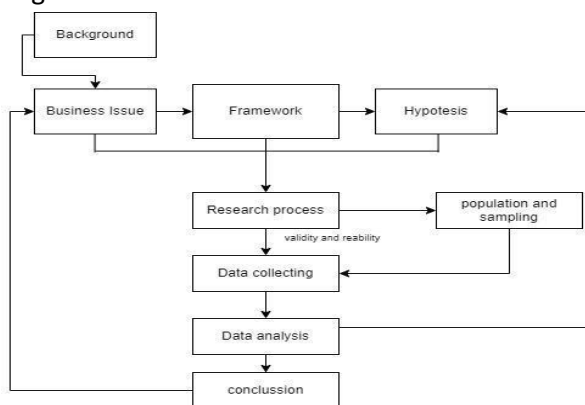 Background
Business Issue
Framework
Hypotesis
Research process
population and
sampling
validity and reability
Data collecting
Data analysis
conclussion